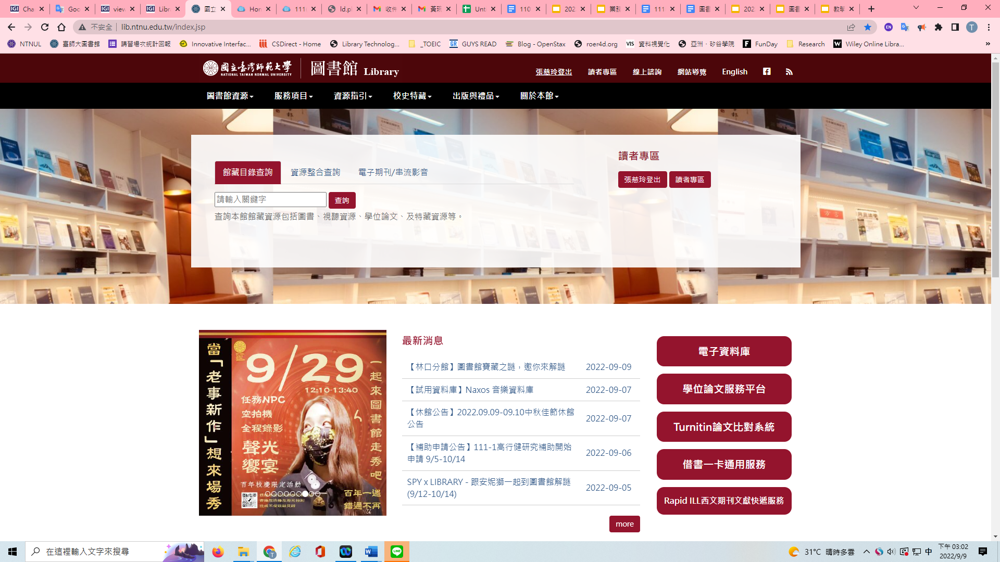 Cha
Goo
view
Libr
國立
Hon
111
ld.pl
收件
黃琬
Unt
110
202
業務
111
圖書
202
圖書
教學
不安全
lib.ntnu.edu.tw/index.jsp
EN
T
NTNUL
臺師大圖書館
講習場次統計回報
Innovative Interfac...
CSDirect - Home
Library Technolog...
_TOEIC
GUYS READ
Blog - OpenStax
roer4d.org
資料視覺化
亞洲・矽谷學院
FunDay
Research
Wiley Online Libra...
»
國立臺灣師範大學
NATIONAL TAIWAN NORMAL UNIVERSITY
圖書館 Library
張慈玲登出
讀者專區
線上諮詢
網站導覽
English
圖書館資源
服務項目
資源指引
校史特藏
出版與禮品
關於本館
館藏目錄查詢
資源整合查詢
電子期刊/串流影音
請輸入關鍵字
查詢
查詢本館館藏資源包括圖書、視聽資源、學位論文、及特藏資源等。
讀者專區
張慈玲登出
讀者專區
當「老事新作」想來場秀
9/29
12:10-13:40
任務NPC
空拍機
全程錄影
聲光
饗宴
百年校慶限定活動
一起來圖書館走秀吧
百年一遇
錯過不再
最新消息
【林口分館】圖書館寶藏之謎，邀你來解謎
2022-09-09
【試用資料庫】Naxos 音樂資料庫
2022-09-07
【休館公告】2022.09.09-09.10中秋佳節休館
公告
2022-09-07
【補助申請公告】111-1高行健研究補助開始
申請 9/5-10/14
2022-09-06
SPY x LIBRARY - 跟安妮獅一起到圖書館解謎
(9/12-10/14)
2022-09-05
more
電子資料庫
學位論文服務平台
Turnitin論文比對系統
借書一卡通用服務
Rapid ILL西文期刊文獻快遞服務
在這裡輸入文字來搜尋
31°C 晴時多雲
中
下午 03:02
2022/9/9